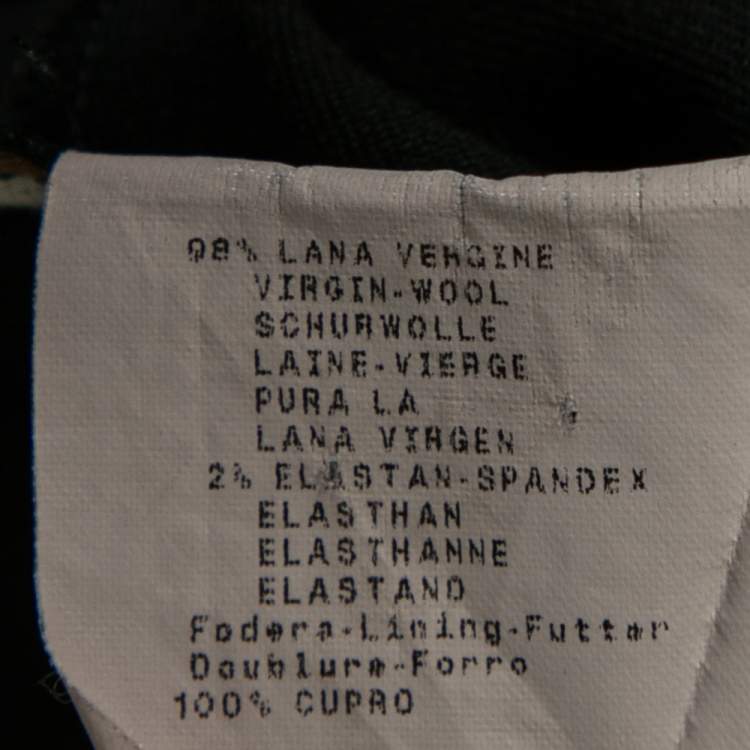 98% LANA VERGINE
VIRGIN-WOOL
SCHURWOLLE
LAINE-VIERGE
PURA LA
LANA VIRGEN
2% ELASTAN-SPANDEX
ELASTHAN
ELASTHANNE
ELASTANO
Fodera-Lining-Futter
Doublure-Forro
100% CUPRO